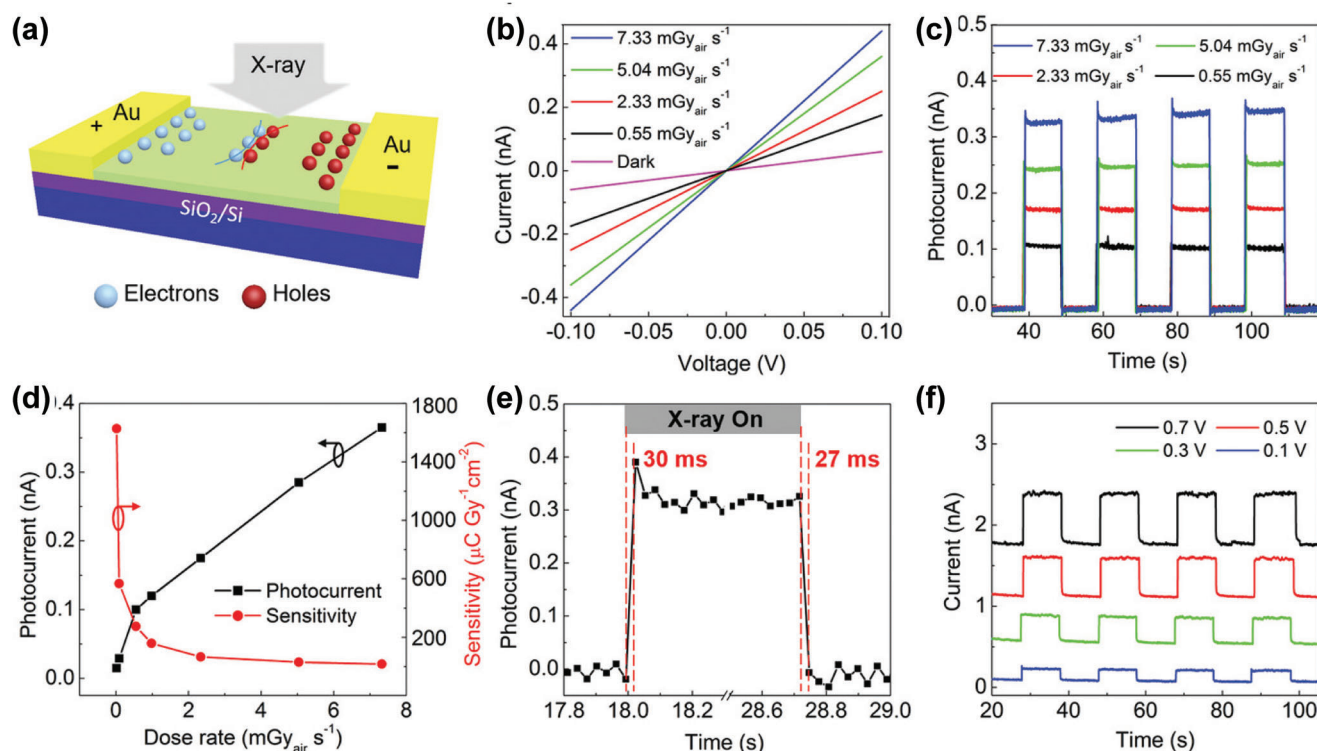 (a)
X-ray
+ Au
Au
-
SiO2/Si
Electrons Holes
(b)
7.33 mGyair s-1
5.04 mGyair s-1
2.33 mGyair s-1
0.55 mGyair s-1
Dark
Current (nA)
0.4
0.2
0.0
-0.2
-0.4
-0.10 -0.05 0.00 0.05 0.10
Voltage (V)
(c)
7.33 mGyair s-1 5.04 mGyair s-1
2.33 mGyair s-1 0.55 mGyair s-1
Photocurrent (nA)
0.5
0.4
0.3
0.2
0.1
0.0
40 60 80 100
Time (s)
(d)
Photocurrent (nA)
0.4
0.3
0.2
0.1
0.0
Photocurrent
Sensitivity
1800
1400
1000
600
200
Sensitivity (μC Gy-1cm-2)
0 2 4 6 8
Dose rate (mGyair s-1)
(e)
X-ray On
30 ms 27 ms
Photocurrent (nA)
0.5
0.4
0.3
0.2
0.1
0.0
17.8 18.0 18.2 28.6 28.8 29.0
Time (s)
(f)
0.7 V 0.5 V
0.3 V 0.1 V
Current (nA)
3
2
1
0
20 40 60 80 100
Time (s)